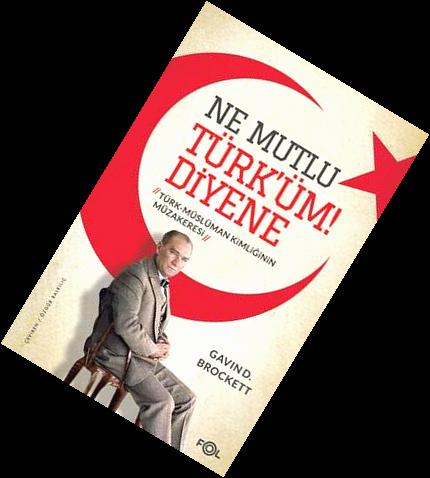 NE MUTLU
TÜRK'ÜM!
DİYENE
// TÜRK-MÜSLÜMAN KİMLİĞİNİN
MÜZAKERESİ //
GAVIN D.
BROCKETT
FOL